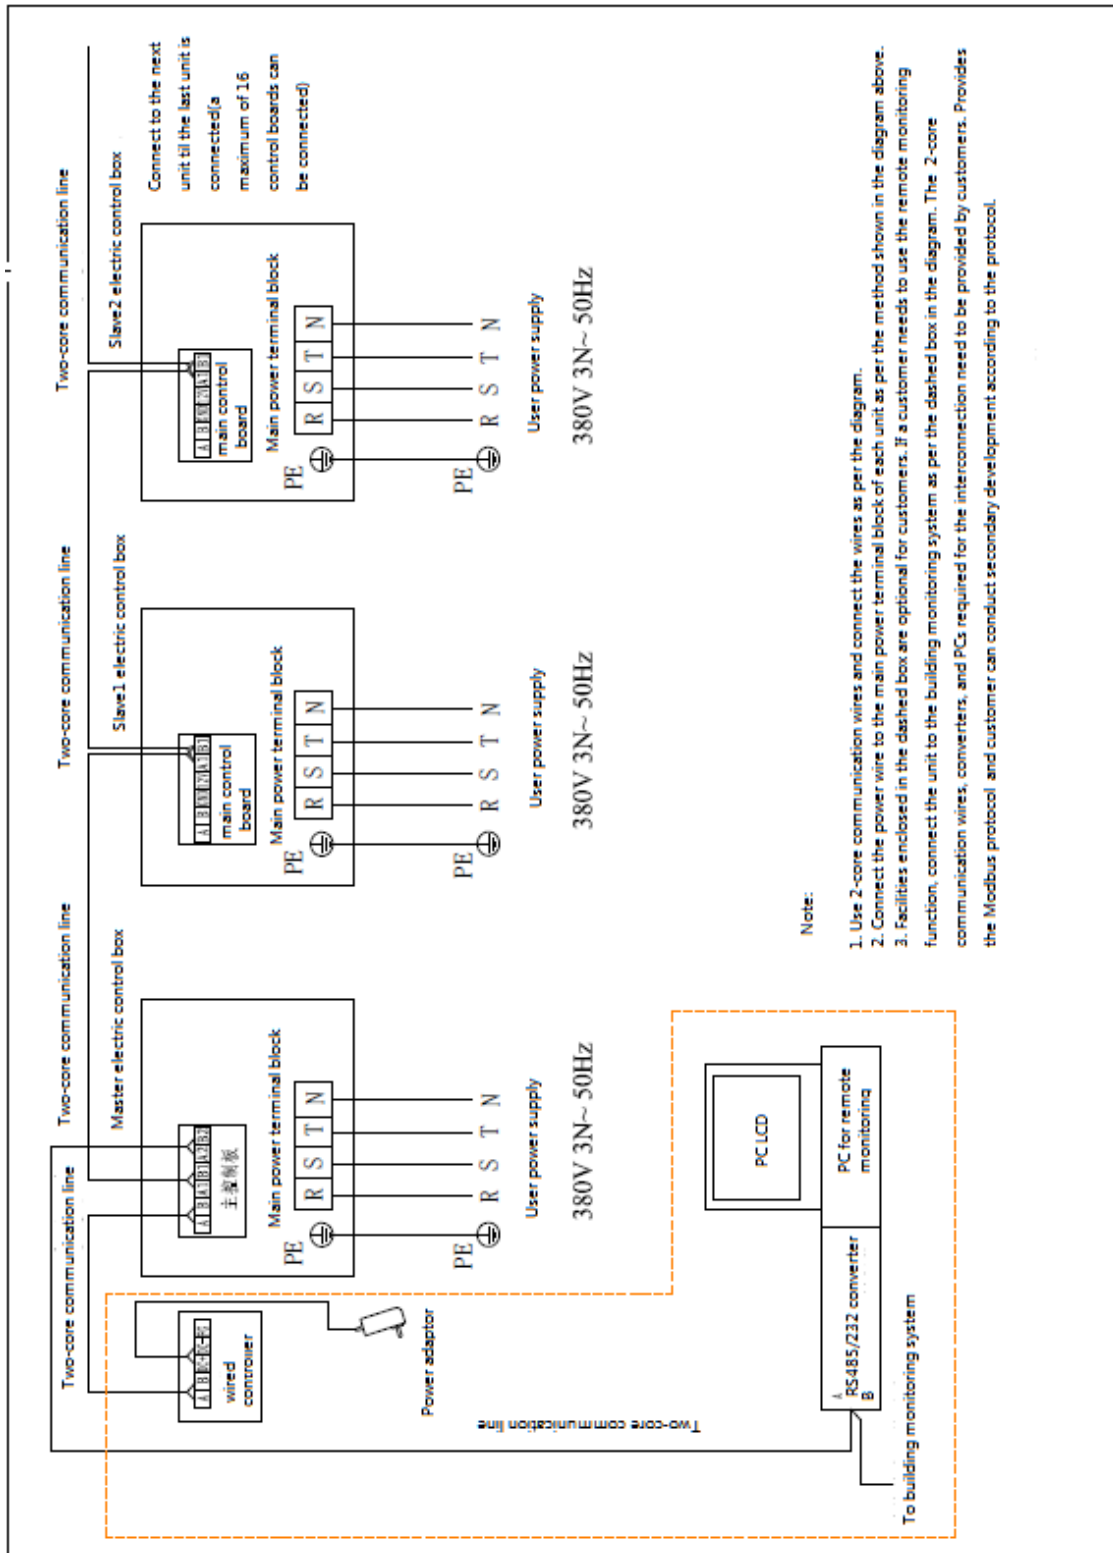 Two-core communication line
Two-core communication line
Two-core communication line
Two-core communication line
Master electric control box
Slave1 electric control box
Slave2 electric control box
Connect to the next
unit til the last unit is
connected(a
maximum of 16
control boards can
be connected)
A B DC+ DC- PG
wired
controller
Power adaptor
A B A1 B1 A2 B2
主控制板
Main power terminal block
PE R S T N
PE R S T N
User power supply
380V 3N~ 50Hz
A B GND 12V A1 B1
main control
board
Main power terminal block
PE R S T N
PE R S T N
User power supply
380V 3N~ 50Hz
A B GND 12V A1 B1
main control
board
Main power terminal block
PE R S T N
PE R S T N
User power supply
380V 3N~ 50Hz
Two-core communication line
PC LCD
A
RS485/232 converter
B
PC for remote
monitoring
To building monitoring system
Note:
1. Use 2-core communication wires and connect the wires as per the diagram.
2. Connect the power wire to the main power terminal block of each unit as per the method shown in the diagram above.
3. Facilities enclosed in the dashed box are optional for customers. If a customer needs to use the remote monitoring
function, connect the unit to the building monitoring system as per the dashed box in the diagram. The 2-core
communication wires, converters, and PCs required for the interconnection need to be provided by customers. Provides
the Modbus protocol and customer can conduct secondary development according to the protocol.